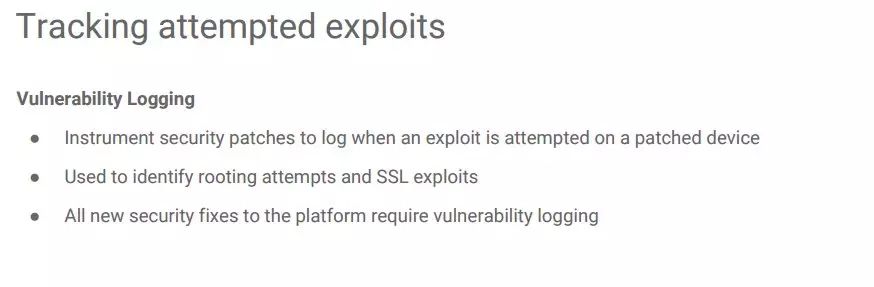 Tracking attempted exploits
Vulnerability Logging
● Instrument security patches to log when an exploit is attempted on a patched device
● Used to identify rooting attempts and SSL exploits
● All new security fixes to the platform require vulnerability logging